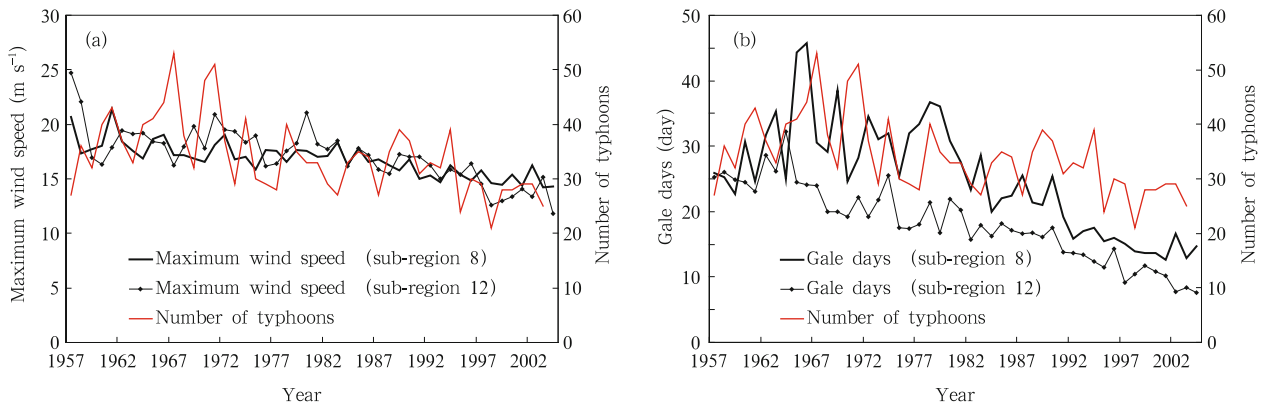 (a)
Maximum wind speed (m s⁻¹)
30
25
20
15
10
5
0
60
50
40
30
20
10
0
Number of typhoons
Maximum wind speed (sub-region 8)
Maximum wind speed (sub-region 12)
Number of typhoons
1957 1962 1967 1972 1977 1982 1987 1992 1997 2002
Year
(b)
Gale days (day)
50
40
30
20
10
0
60
50
40
30
20
10
0
Number of typhoons
Gale days (sub-region 8)
Gale days (sub-region 12)
Number of typhoons
1957 1962 1967 1972 1977 1982 1987 1992 1997 2002
Year